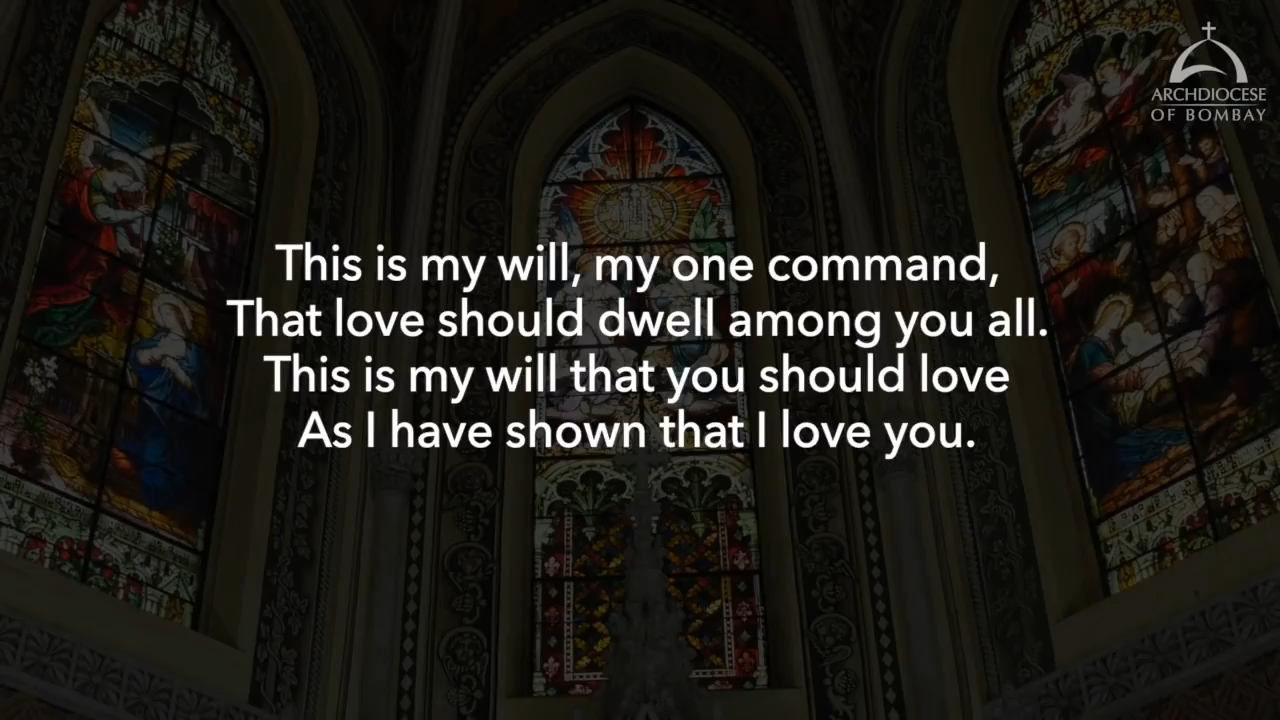 ARCHDIOCESE
OF BOMBAY
This is my will, my one command,
That love should dwell among you all.
This is my will that you should love
As I have shown that I love you.